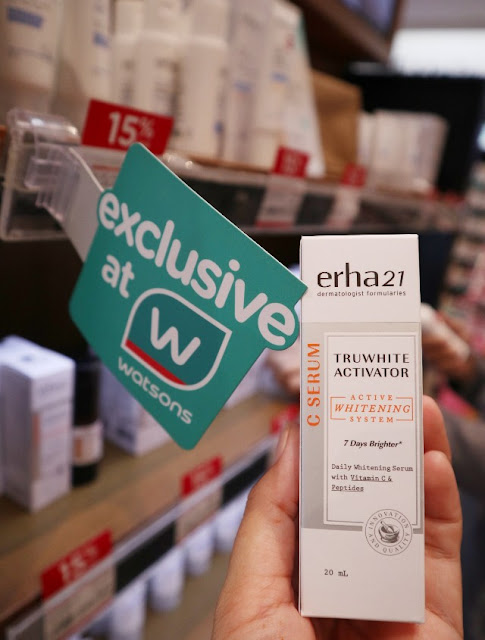 15%
exclusive
at
W
watsons
15%
erha21
dermatologist formularies
C SERUM
TRUWHITE
ACTIVATOR
ACTIVE
WHITENING
SYSTEM
7 Days Brighter*
Daily Whitening Serum
with Vitamin C &
Peptides
INNOVATION
AND QUALITY
20 mL